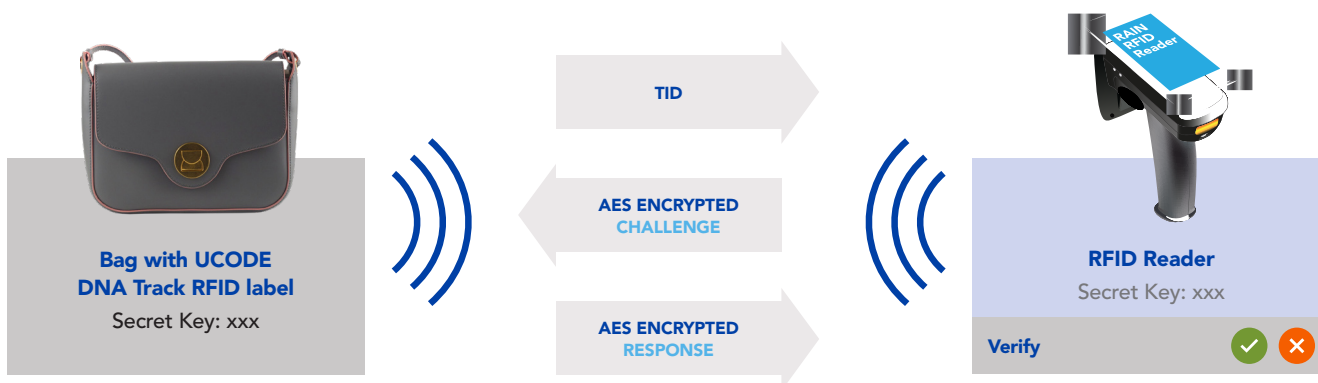 RAIN
RFID
Reader
TID
AES ENCRYPTED
CHALLENGE
Bag with UCODE
DNA Track RFID label
Secret Key: xxx
RFID Reader
Secret Key: xxx
AES ENCRYPTED
RESPONSE
Verify